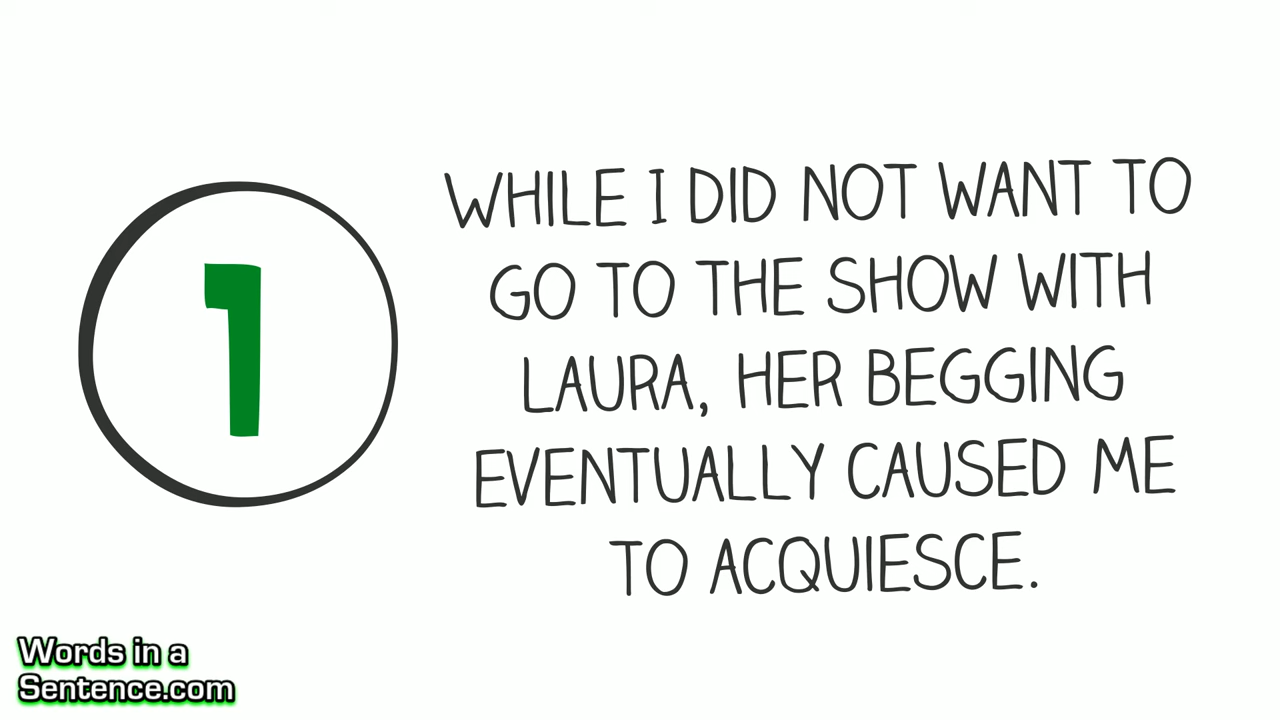 1
WHILE I DID NOT WANT TO
GO TO THE SHOW WITH
LAURA, HER BEGGING
EVENTUALLY CAUSED ME
TO ACQUIESCE.
Words in a
Sentence.com